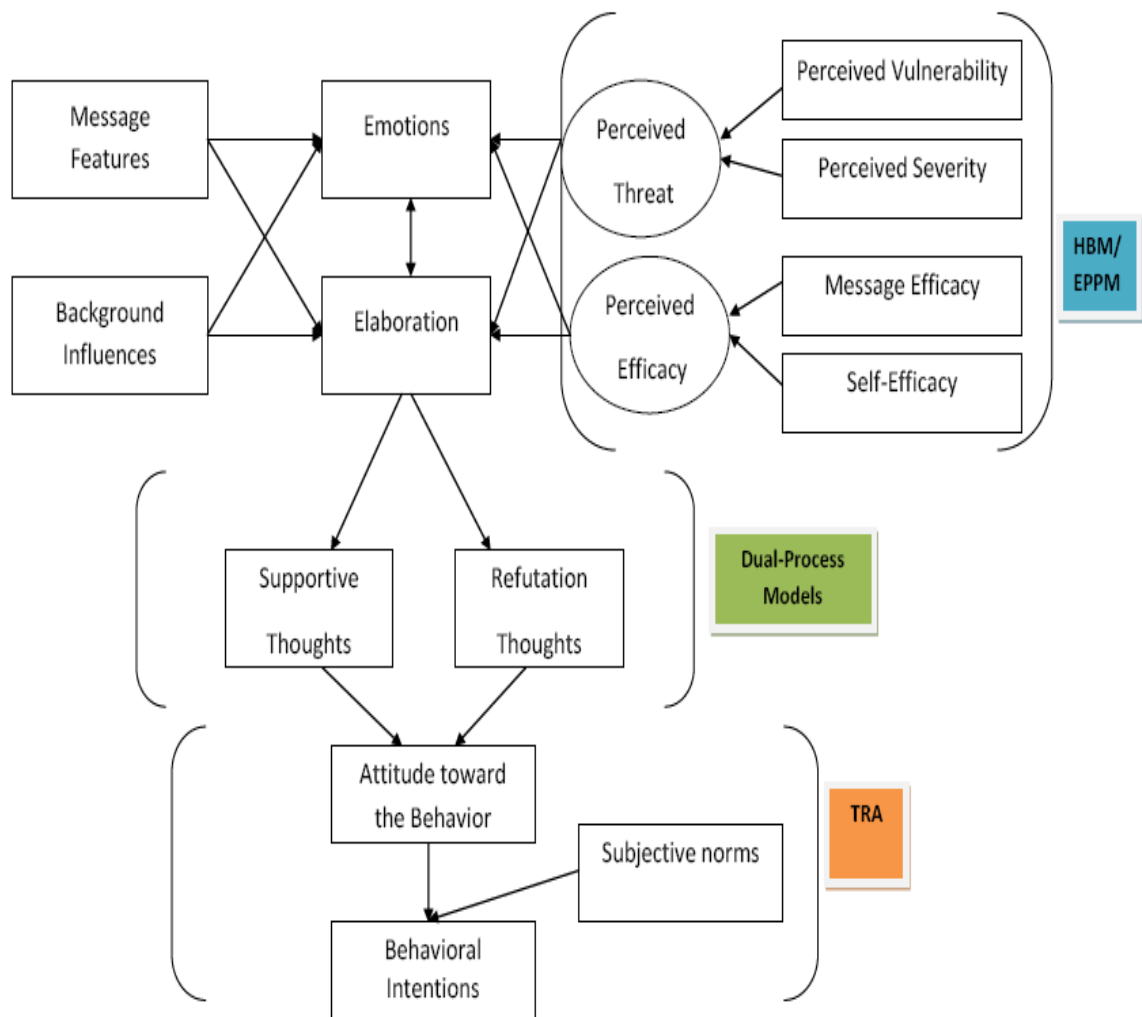 Message
Features
Emotions
Perceived
Threat
Perceived Vulnerability
Perceived Severity
HBM/
EPPM
Background
Influences
Elaboration
Perceived
Efficacy
Message Efficacy
Self-Efficacy
Supportive
Thoughts
Refutation
Thoughts
Dual-Process
Models
Attitude toward
the Behavior
Subjective norms
TRA
Behavioral
Intentions